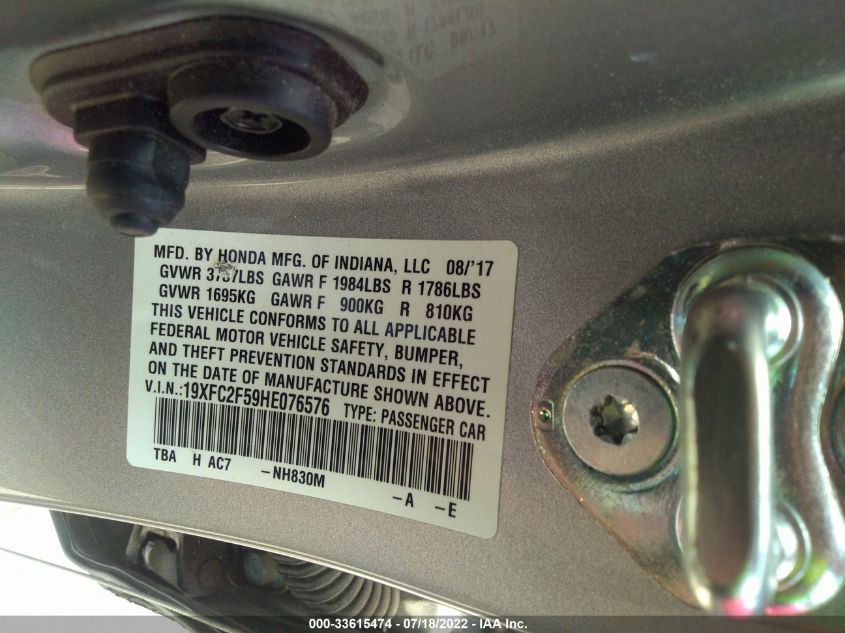 MFD. BY HONDA MFG. OF INDIANA, LLC 08/'17
GVWR LBS GAWR F 1984LBS R 1786LBS
GVWR 1695KG GAWR F 900KG R 810KG
THIS VEHICLE CONFORMS TO ALL APPLICABLE
FEDERAL MOTOR VEHICLE SAFETY, BUMPER,
AND THEFT PREVENTION STANDARDS IN EFFECT
ON THE DATE OF MANUFACTURE SHOWN ABOVE.
V.I.N.:19XFC2F59HE076576 TYPE: PASSENGER CAR
TBA H AC7 -NH830M -A -E
000-33615474 - 07/18/2022 - IAA Inc.